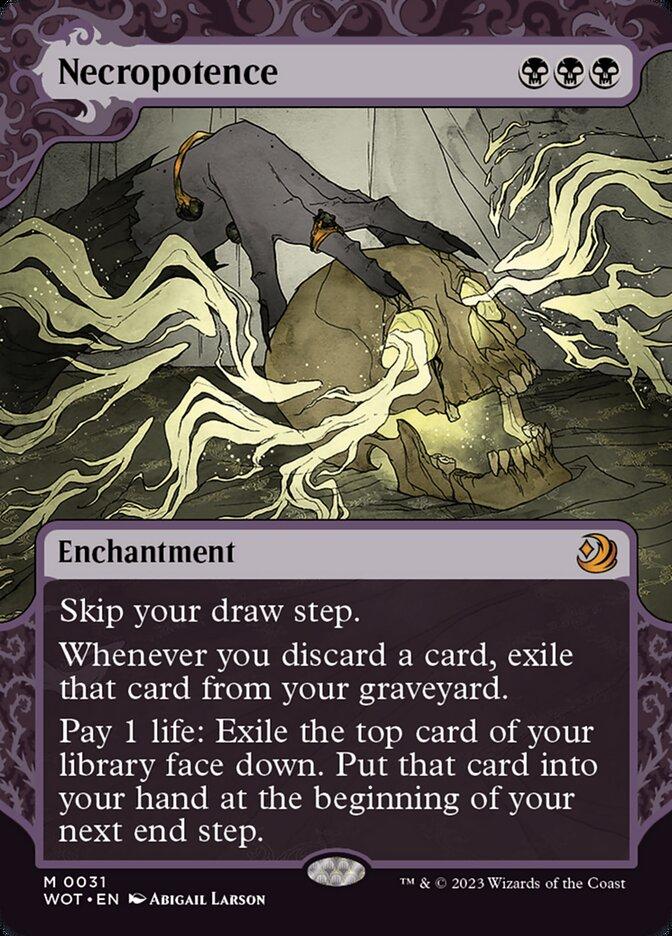 Necropotence
Enchantment
Skip your draw step.
Whenever you discard a card, exile
that card from your graveyard.
Pay 1 life: Exile the top card of your
library face down. Put that card into
your hand at the beginning of your
next end step.
M 0031
WOT • EN Abigail Larson
™ & © 2023 Wizards of the Coast